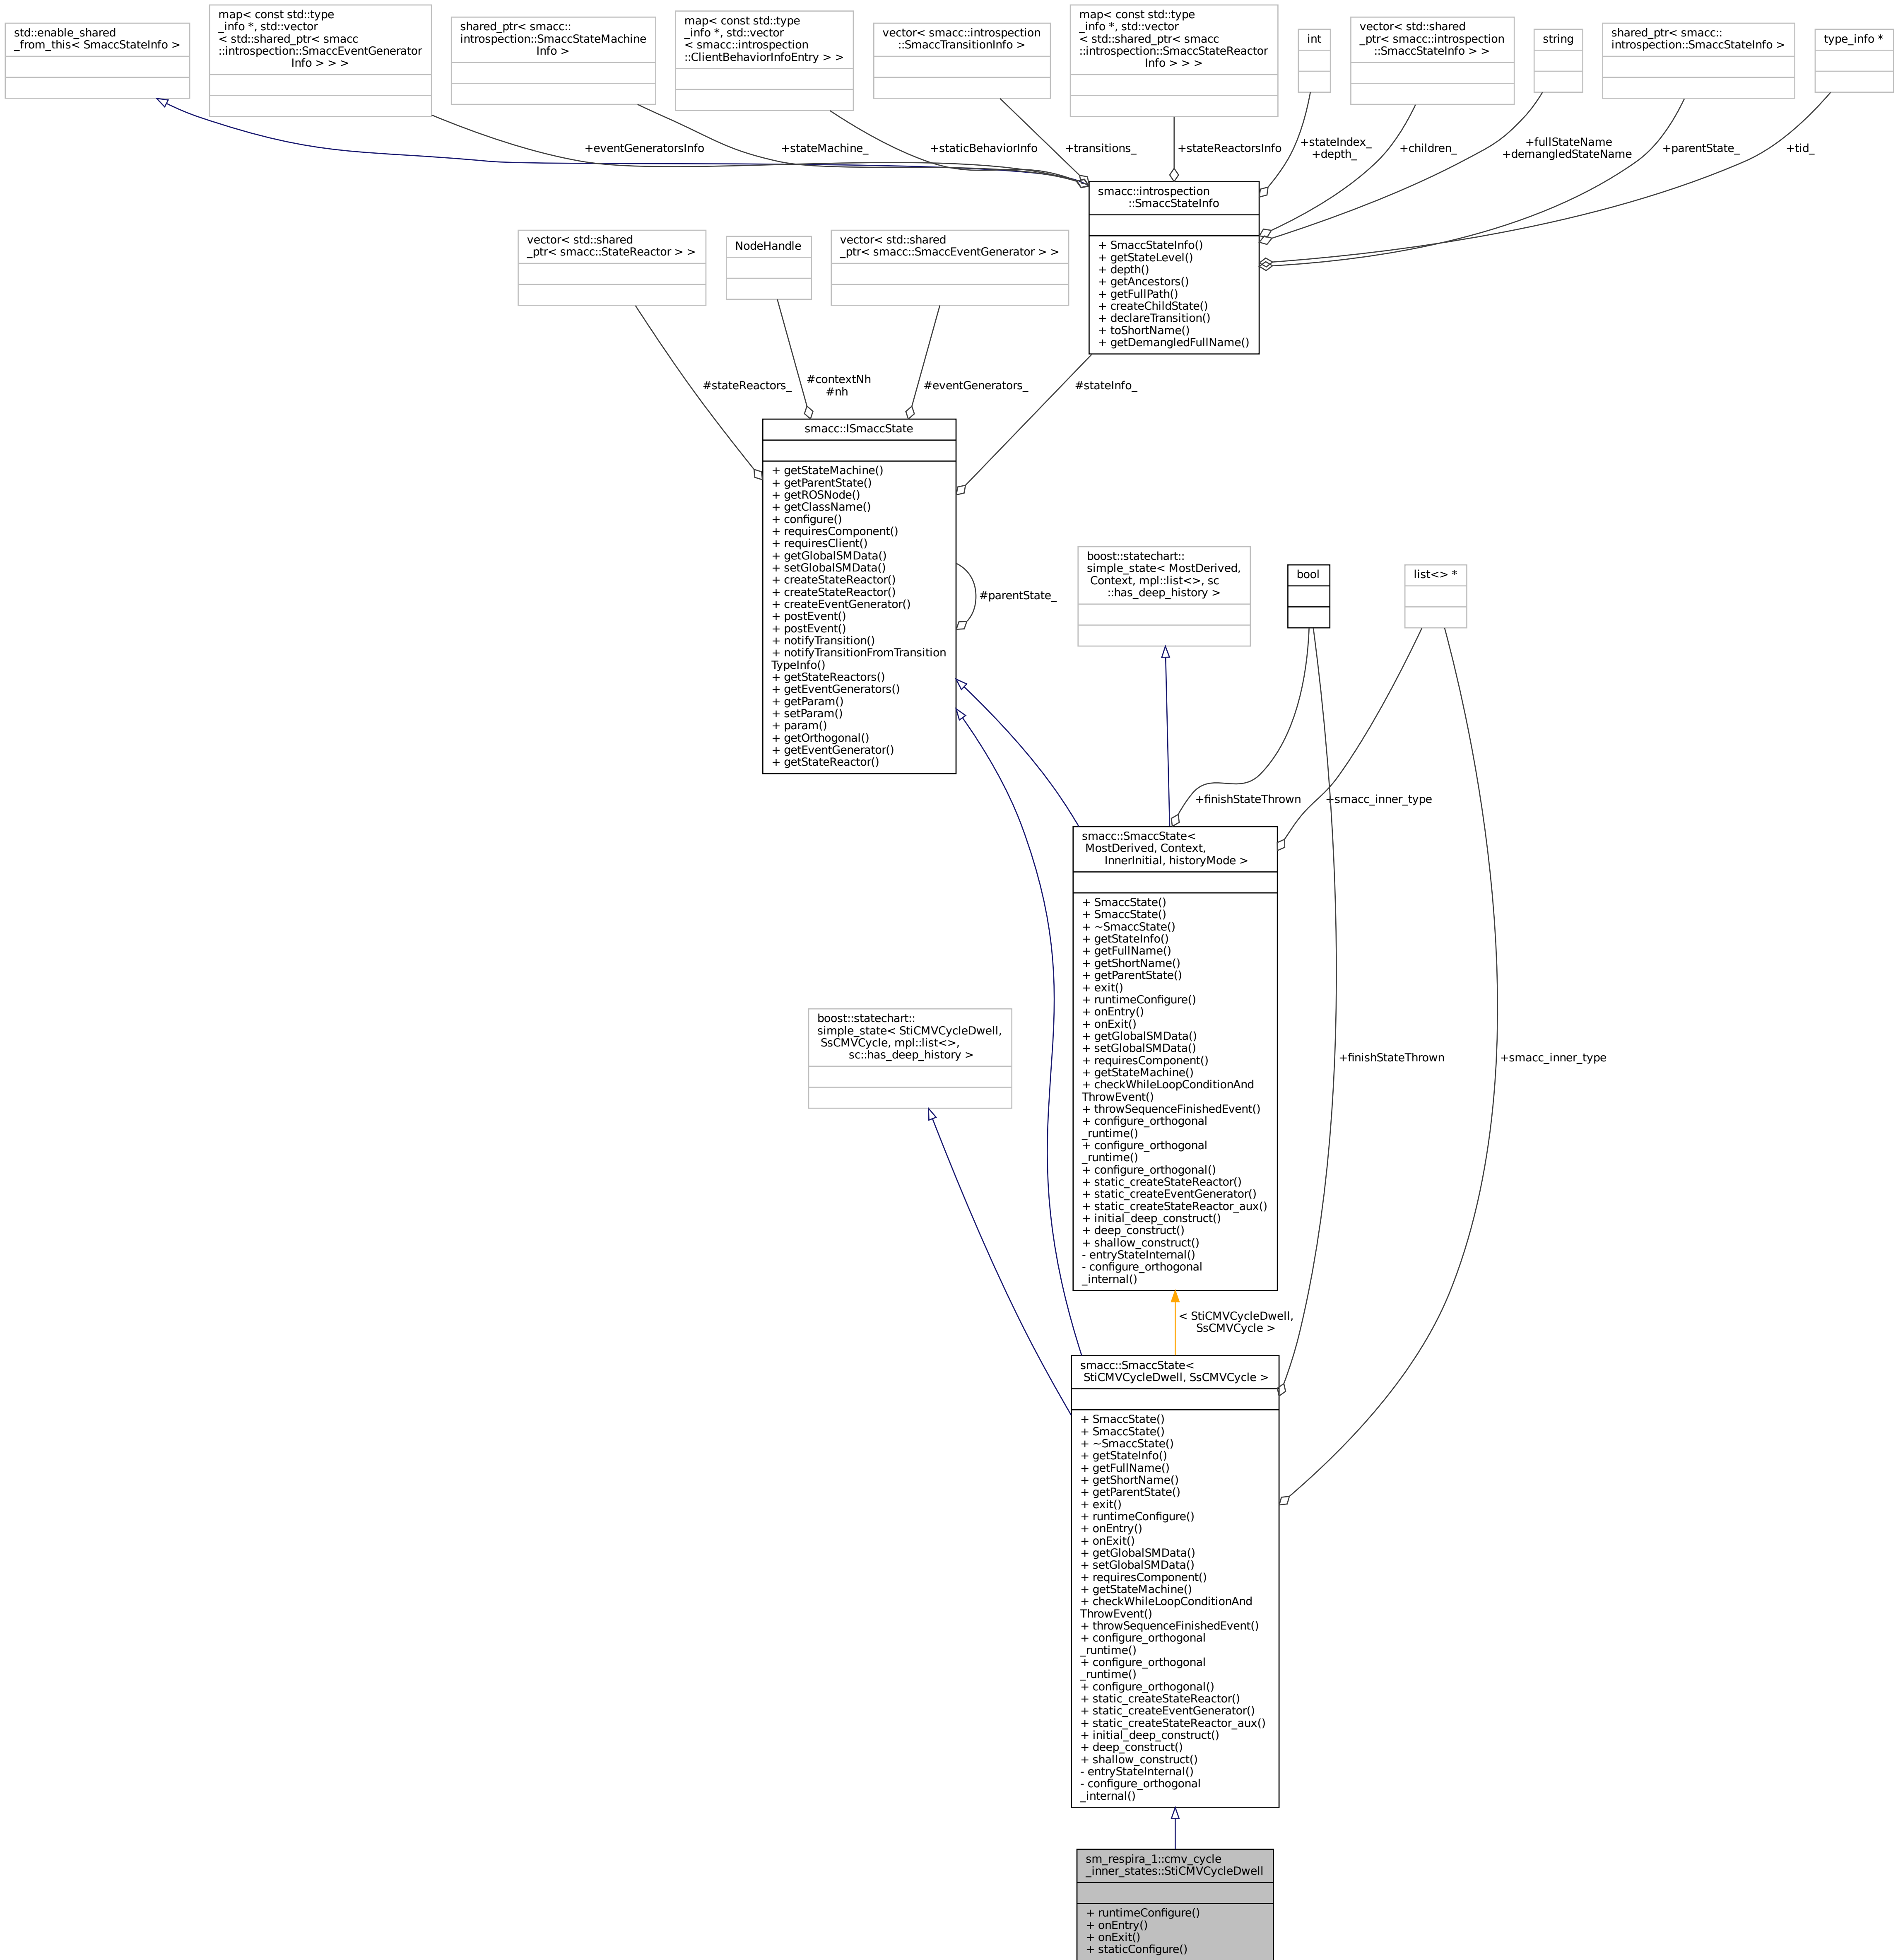 std::enable_shared
_from_this< SmaccStateInfo >
map< const std::type
_info *, std::vector
< std::shared_ptr< smacc
::introspection::SmaccEventGenerator
Info > > >
shared_ptr< smacc::
introspection::SmaccStateMachine
Info >
map< const std::type
_info *, std::vector
< smacc::introspection
::ClientBehaviorInfoEntry > >
vector< smacc::introspection
::SmaccTransitionInfo >
map< const std::type
_info *, std::vector
< std::shared_ptr< smacc
::introspection::SmaccStateReactor
Info > > >
int
vector< std::shared
_ptr< smacc::introspection
::SmaccStateInfo > >
string
shared_ptr< smacc::
introspection::SmaccStateInfo >
type_info *
+eventGeneratorsInfo
+stateMachine_
+staticBehaviorInfo
+transitions_
+stateReactorsInfo
+stateIndex_
+depth_
+children_
+fullStateName
+demangledStateName
+parentState_
+tid_
smacc::introspection
::SmaccStateInfo
+ SmaccStateInfo()
+ getStateLevel()
+ depth()
+ getAncestors()
+ getFullPath()
+ createChildState()
+ declareTransition()
+ toShortName()
+ getDemangledFullName()
vector< std::shared
_ptr< smacc::StateReactor > >
NodeHandle
vector< std::shared
_ptr< smacc::SmaccEventGenerator > >
#stateReactors_
#contextNh
#nh
#eventGenerators_
#stateInfo_
smacc::ISmaccState
+ getStateMachine()
+ getParentState()
+ getROSNode()
+ getClassName()
+ configure()
+ requiresComponent()
+ requiresClient()
+ getGlobalSMData()
+ setGlobalSMData()
+ createStateReactor()
+ createStateReactor()
+ createEventGenerator()
+ postEvent()
+ postEvent()
+ notifyTransition()
+ notifyTransitionFromTransition
TypeInfo()
+ getStateReactors()
+ getEventGenerators()
+ getParam()
+ setParam()
+ param()
+ getOrthogonal()
+ getEventGenerator()
+ getStateReactor()
#parentState_
boost::statechart::
simple_state< MostDerived,
Context, mpl::list<>, sc
::has_deep_history >
bool
list<> *
+finishStateThrown
+smacc_inner_type
smacc::SmaccState<
MostDerived, Context,
InnerInitial, historyMode >
+ SmaccState()
+ SmaccState()
+ ~SmaccState()
+ getStateInfo()
+ getFullName()
+ getShortName()
+ getParentState()
+ exit()
+ runtimeConfigure()
+ onEntry()
+ onExit()
+ getGlobalSMData()
+ setGlobalSMData()
+ requiresComponent()
+ getStateMachine()
+ checkWhileLoopConditionAnd
ThrowEvent()
+ throwSequenceFinishedEvent()
+ configure_orthogonal
_runtime()
+ configure_orthogonal
_runtime()
+ configure_orthogonal()
+ static_createStateReactor()
+ static_createEventGenerator()
+ static_createStateReactor_aux()
+ initial_deep_construct()
+ deep_construct()
+ shallow_construct()
- entryStateInternal()
- configure_orthogonal
_internal()
boost::statechart::
simple_state< StiCMVCycleDwell,
SsCMVCycle, mpl::list<>,
sc::has_deep_history >
+finishStateThrown
+smacc_inner_type
< StiCMVCycleDwell,
SsCMVCycle >
smacc::SmaccState<
StiCMVCycleDwell, SsCMVCycle >
+ SmaccState()
+ SmaccState()
+ ~SmaccState()
+ getStateInfo()
+ getFullName()
+ getShortName()
+ getParentState()
+ exit()
+ runtimeConfigure()
+ onEntry()
+ onExit()
+ getGlobalSMData()
+ setGlobalSMData()
+ requiresComponent()
+ getStateMachine()
+ checkWhileLoopConditionAnd
ThrowEvent()
+ throwSequenceFinishedEvent()
+ configure_orthogonal
_runtime()
+ configure_orthogonal
_runtime()
+ configure_orthogonal()
+ static_createStateReactor()
+ static_createEventGenerator()
+ static_createStateReactor_aux()
+ initial_deep_construct()
+ deep_construct()
+ shallow_construct()
- entryStateInternal()
- configure_orthogonal
_internal()
sm_respira_1::cmv_cycle
_inner_states::StiCMVCycleDwell
+ runtimeConfigure()
+ onEntry()
+ onExit()
+ staticConfigure()